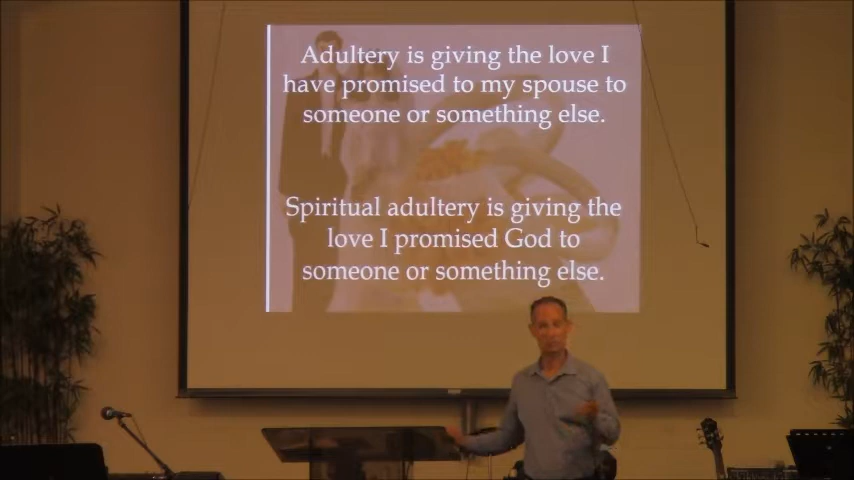 Adultery is giving the love I
have promised to my spouse to
someone or something else.
Spiritual adultery is giving the
love I promised God to
someone or something else.